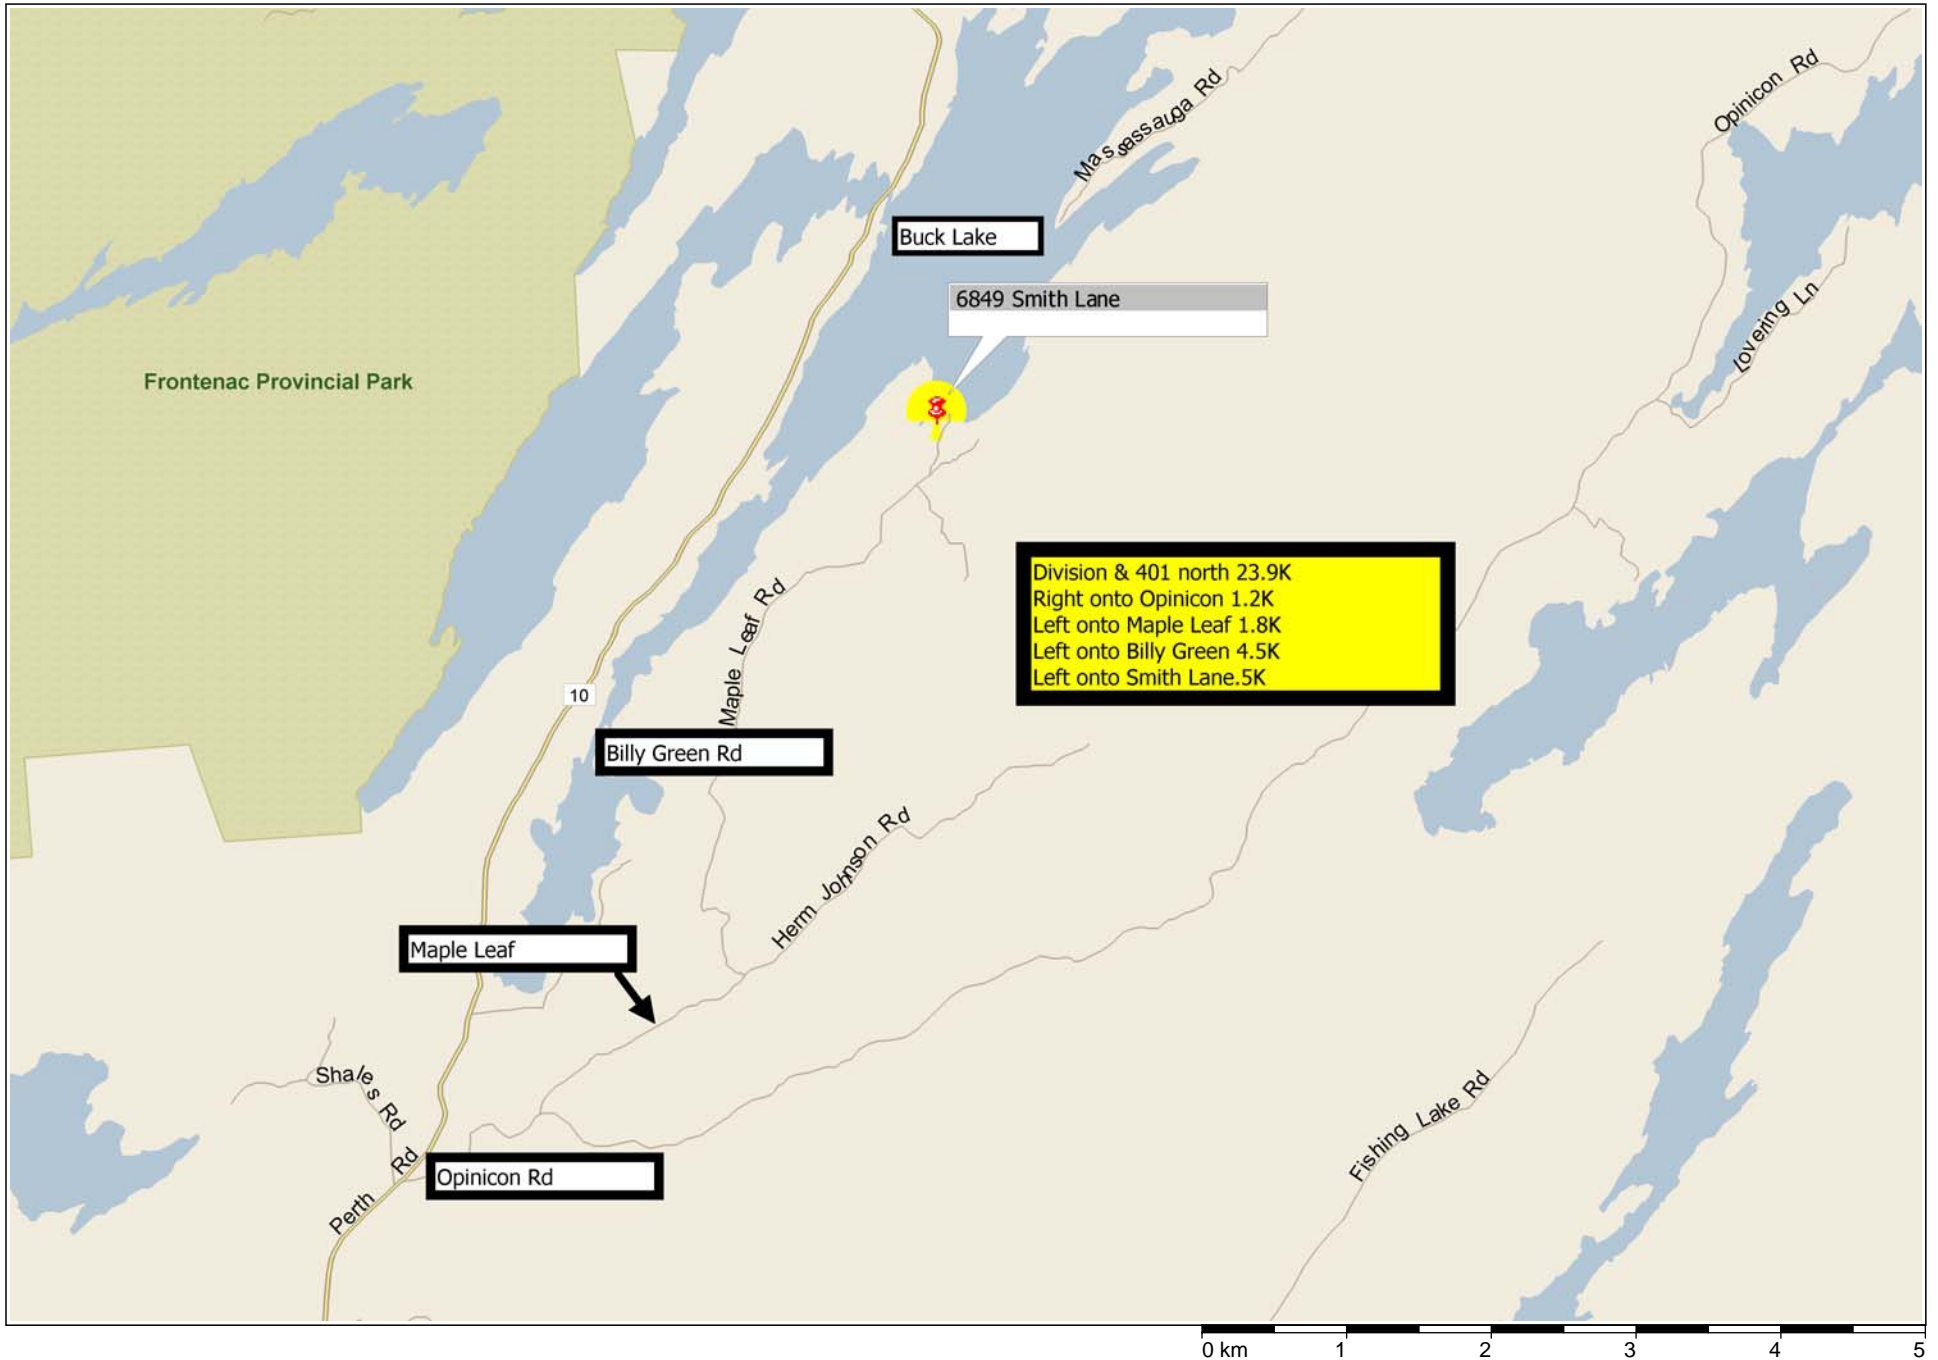 Opinicon Rd
Massassauga Rd
Buck Lake
6849 Smith Lane
Lovering Ln
Frontenac Provincial Park
Division & 401 north 23.9K
Right onto Opinicon 1.2K
Left onto Maple Leaf 1.8K
Left onto Billy Green 4.5K
Left onto Smith Lane.5K
Maple Leaf Rd
10
Billy Green Rd
Herm Johnson Rd
Maple Leaf
Shales Rd
Fishing Lake Rd
Perth Rd
Opinicon Rd
0 km 1 2 3 4 5